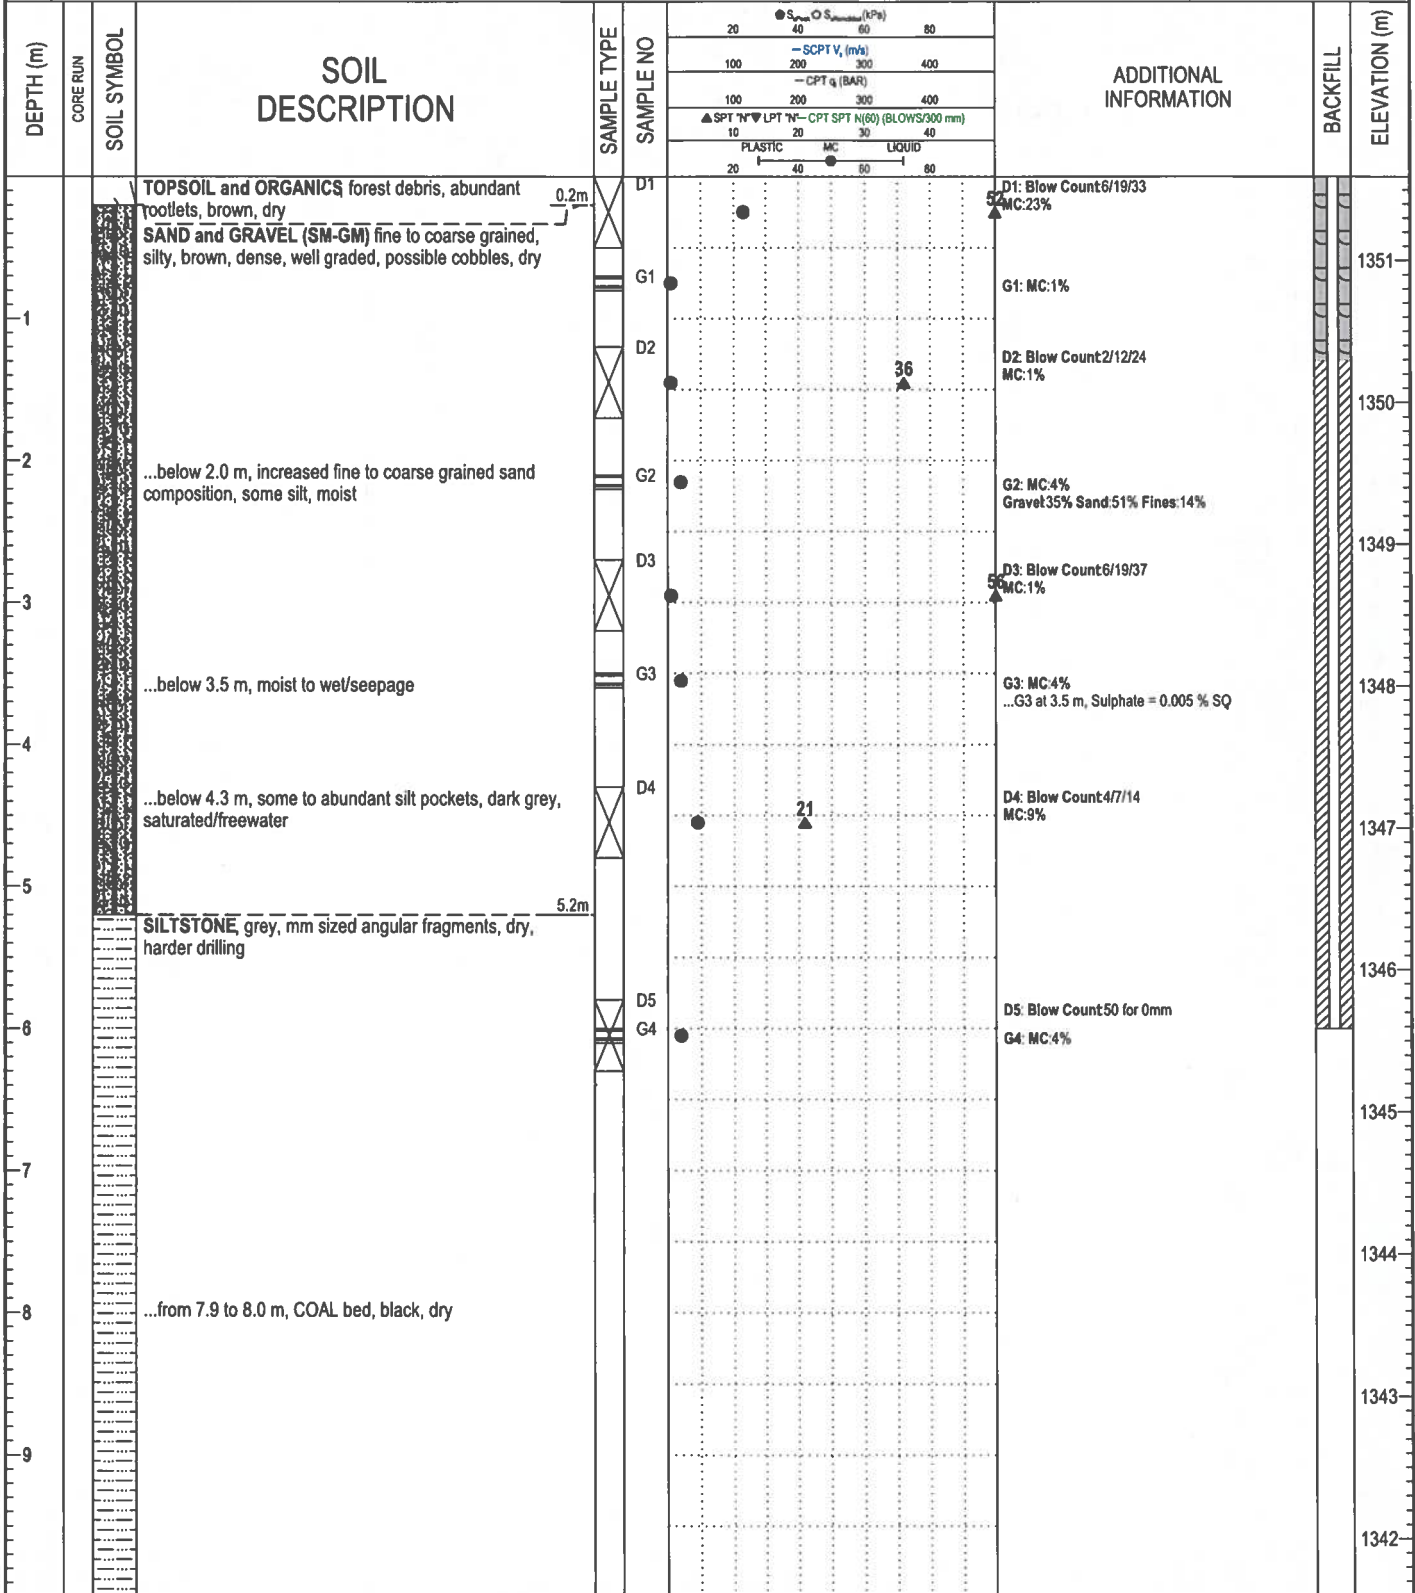 DEPTH (m)
CORE RUN
SOIL SYMBOL
SOIL
DESCRIPTION
SAMPLE TYPE
SAMPLE NO
(kPa)
20 40 60 80
SCPT Vs (m/s)
100 200 300 400
CPT qt (BAR)
100 200 300 400
▲ SPT "N" ▼ LPT "N" — CPT SPT N(60) (BLOWS/300 mm)
10 20 30 40
PLASTIC MC LIQUID
20 40 60 80
ADDITIONAL
INFORMATION
BACKFILL
ELEVATION (m)
TOPSOIL and ORGANICS, forest debris, abundant
rootlets, brown, dry
0.2m
D1
52
D1: Blow Count:6/19/33
MC:23%
SAND and GRAVEL (SM-GM) fine to coarse grained,
silty, brown, dense, well graded, possible cobbles, dry
1351
G1
G1: MC:1%
1
D2
36
D2: Blow Count:2/12/24
MC:1%
1350
2
...below 2.0 m, increased fine to coarse grained sand
composition, some silt, moist
G2
G2: MC:4%
Gravel:35% Sand:51% Fines:14%
1349
D3
56
D3: Blow Count:6/19/37
MC:1%
3
...below 3.5 m, moist to wet/seepage
G3
G3: MC:4%
...G3 at 3.5 m, Sulphate = 0.005 % SQ
1348
4
...below 4.3 m, some to abundant silt pockets, dark grey,
saturated/freewater
D4
21
D4: Blow Count:4/7/14
MC:9%
1347
5
5.2m
SILTSTONE, grey, mm sized angular fragments, dry,
harder drilling
1346
D5
D5: Blow Count:50 for 0mm
6
G4
G4: MC:4%
1345
7
1344
8
...from 7.9 to 8.0 m, COAL bed, black, dry
1343
9
1342